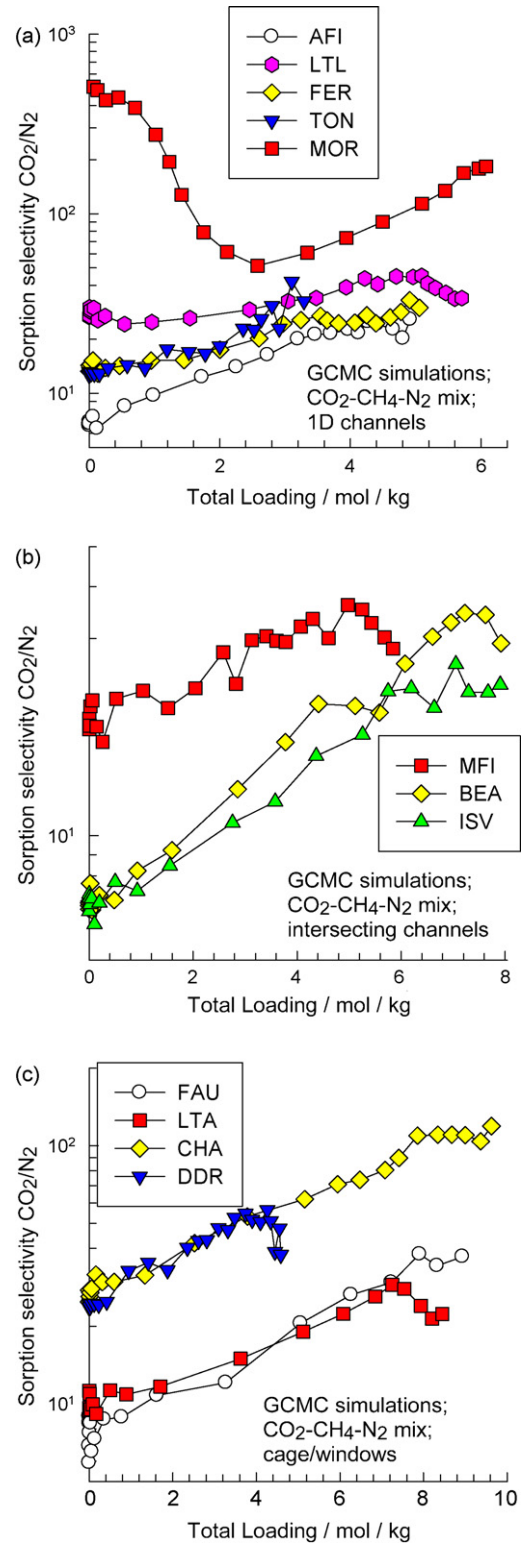 (a)
10³
10²
10¹
Sorption selectivity CO₂/N₂
AFI
LTL
FER
TON
MOR
GCMC simulations;
CO₂-CH₄-N₂ mix;
1D channels
0 2 4 6
Total Loading / mol / kg
(b)
10¹
Sorption selectivity CO₂/N₂
MFI
BEA
ISV
GCMC simulations;
CO₂-CH₄-N₂ mix;
intersecting channels
0 2 4 6 8
Total Loading / mol / kg
(c)
10²
10¹
Sorption selectivity CO₂/N₂
FAU
LTA
CHA
DDR
GCMC simulations;
CO₂-CH₄-N₂ mix;
cage/windows
0 2 4 6 8 10
Total Loading / mol / kg